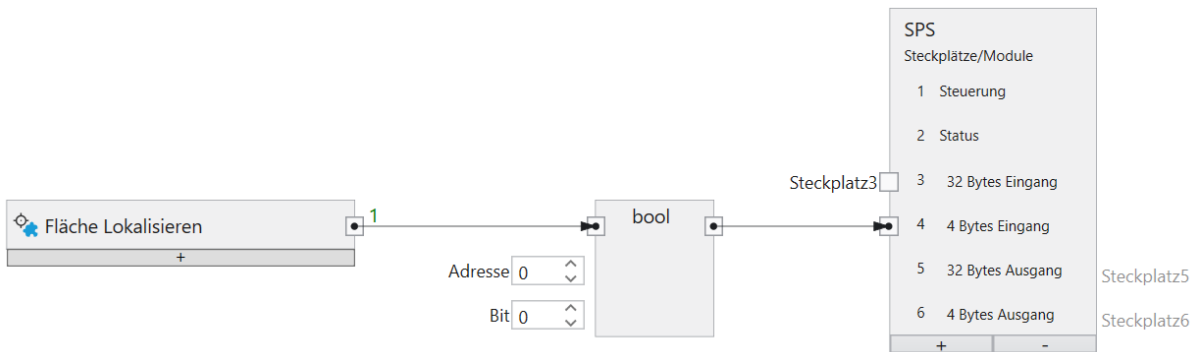 SPS
Steckplätze/Module
1 Steuerung
2 Status
Steckplatz3 3 32 Bytes Eingang
Fläche Lokalisieren 1 bool 4 4 Bytes Eingang
+
Adresse 0 5 32 Bytes Ausgang Steckplatz5
Bit 0 6 4 Bytes Ausgang Steckplatz6
+ -